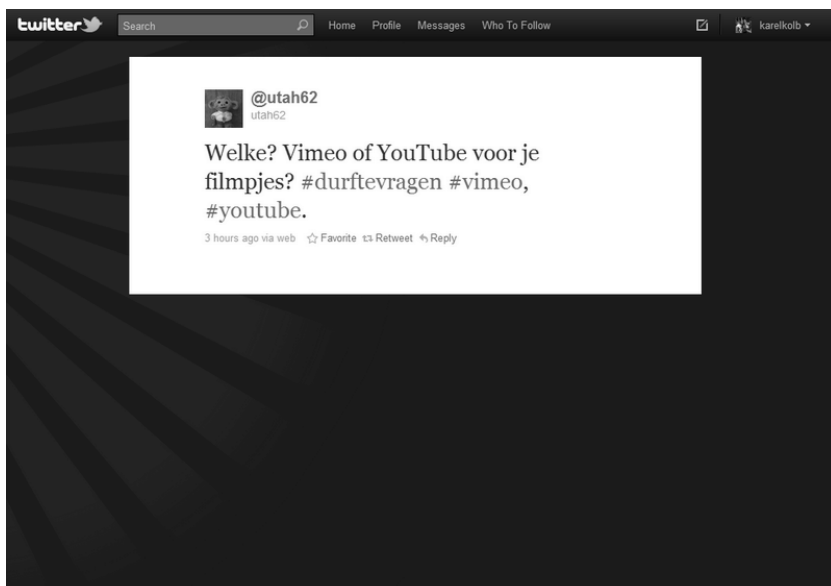 twitter Search Home Profile Messages Who To Follow karelkolb
@utah62
utah62
Welke? Vimeo of YouTube voor je
filmpjes? #durftevragen #vimeo,
#youtube.
3 hours ago via web Favorite Retweet Reply